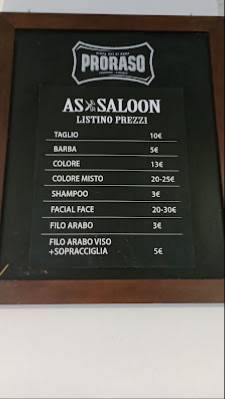 PRORASO
AS SALOON
LISTINO PREZZI
TAGLIO 10€
BARBA 5€
COLORE 13€
COLORE MISTO 20-25€
SHAMPOO 3€
FACIAL FACE 20-30€
FILO ARABO 3€
FILO ARABO VISO
+SOPRACCIGLIA 5€